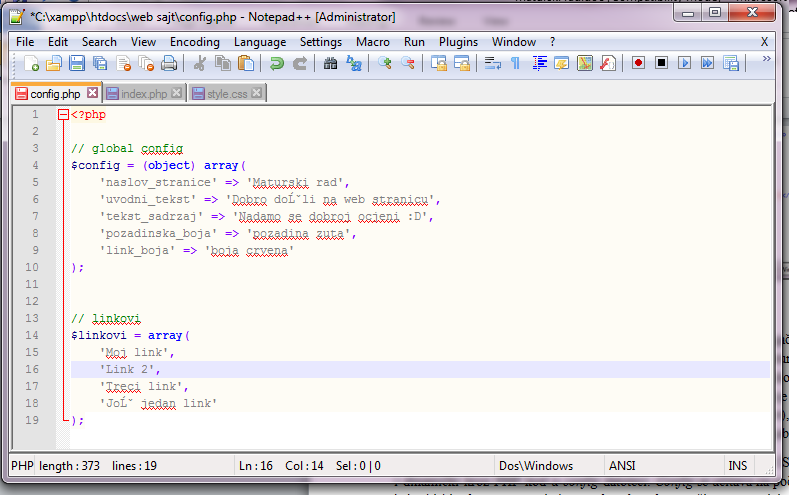 *C:\xampp\htdocs\web sajt\config.php - Notepad++ [Administrator]
File Edit Search View Encoding Language Settings Macro Run Plugins Window ? X
config.php index.php style.css
1 <?php
2
3 // global config
4 $config = (object) array(
5 'naslov_stranice' => 'Maturski rad',
6 'uvodni_tekst' => 'Dobro doĹˇli na web stranicu',
7 'tekst_sadrzaj' => 'Nadamo se dobroj ocjeni :D',
8 'pozadinska_boja' => 'pozadina zuta',
9 'link_boja' => 'boja crvena'
10 );
11
12
13 // linkovi
14 $linkovi = array(
15 'Moj link',
16 'Link 2',
17 'Treci link',
18 'JoĹˇ jedan link'
19 );
PHP length : 373 lines : 19 Ln : 16 Col : 14 Sel : 0 | 0 Dos\Windows ANSI INS